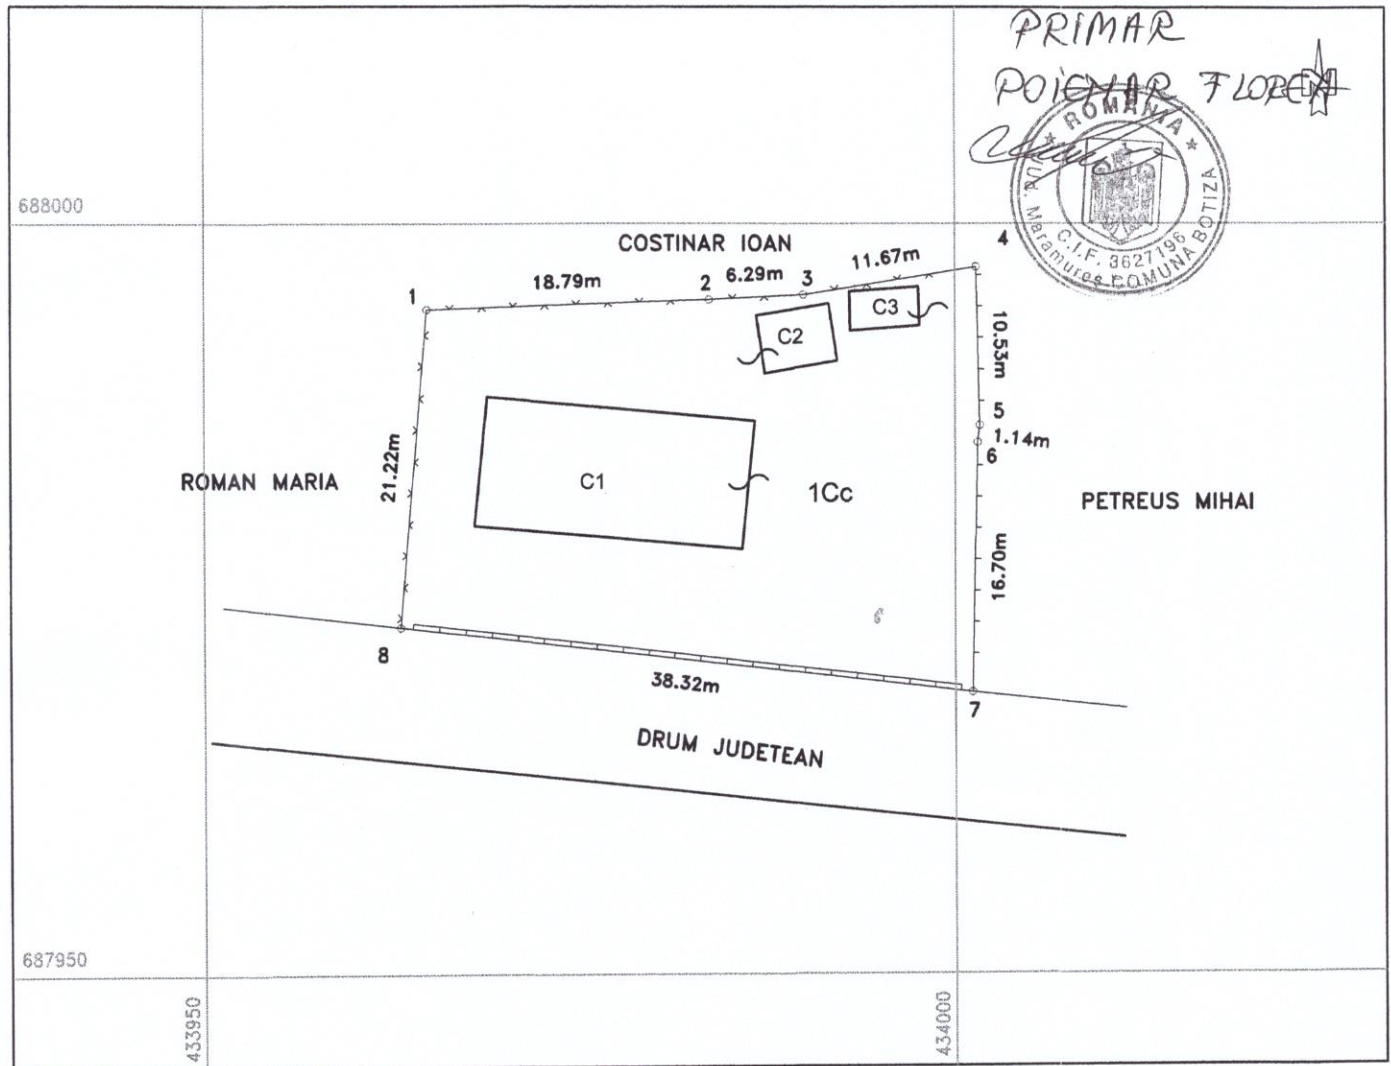 PRIMAR
POIENAR FLOREA
N
★ ROMÂNIA ★
Maramureș COMUNA BOTIZA
C.I.F. 3627196
688000
COSTINAR IOAN
4
11.67m
18.79m
6.29m
1
2
3
C3
C2
10.53m
5
1.14m
6
21.22m
ROMAN MARIA
C1
1Cc
PETREUS MIHAI
16.70m
8
38.32m
7
DRUM JUDETEAN
687950
433950
434000